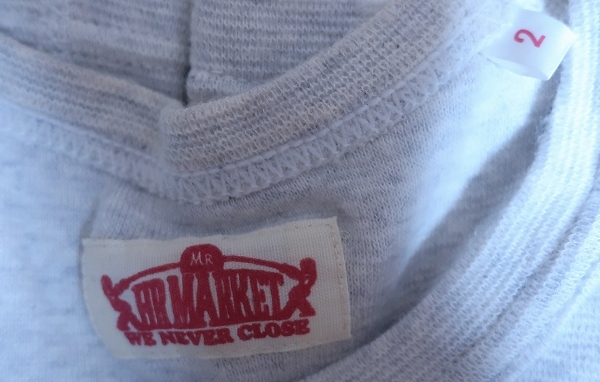 2
MR
HR MARKET
WE NEVER CLOSE